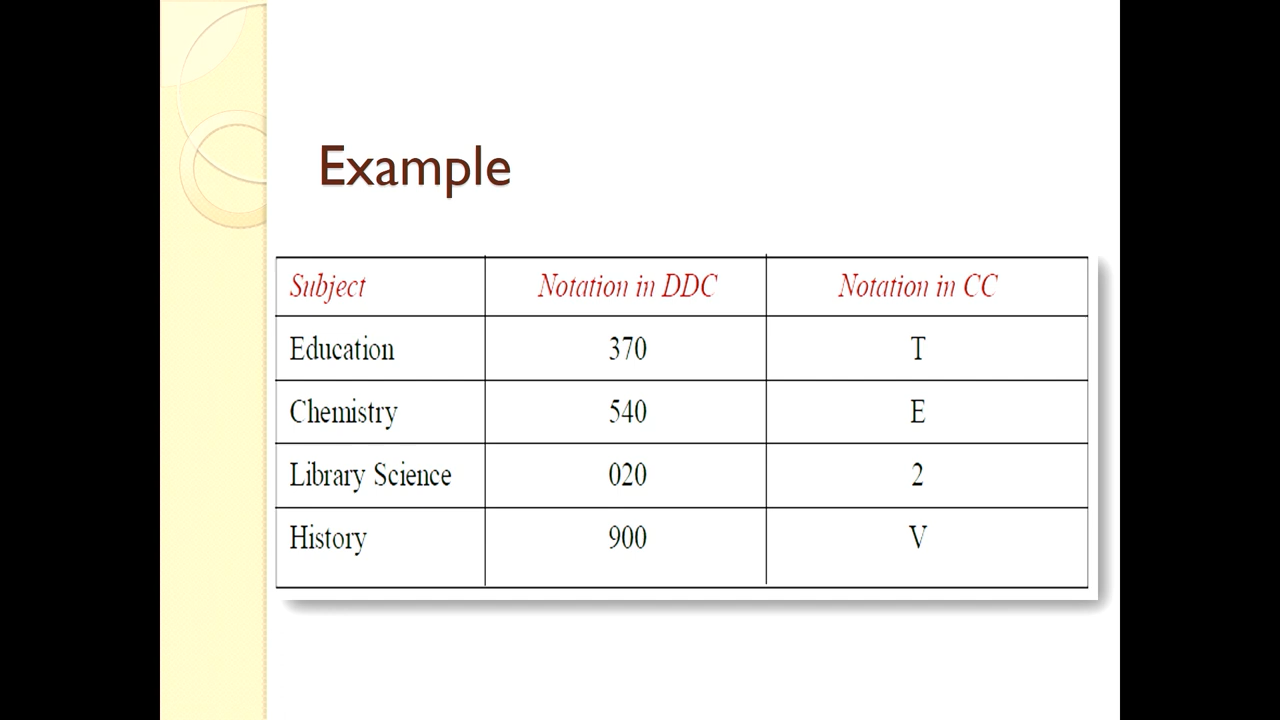 Example
Subject Notation in DDC Notation in CC
Education 370 T
Chemistry 540 E
Library Science 020 2
History 900 V